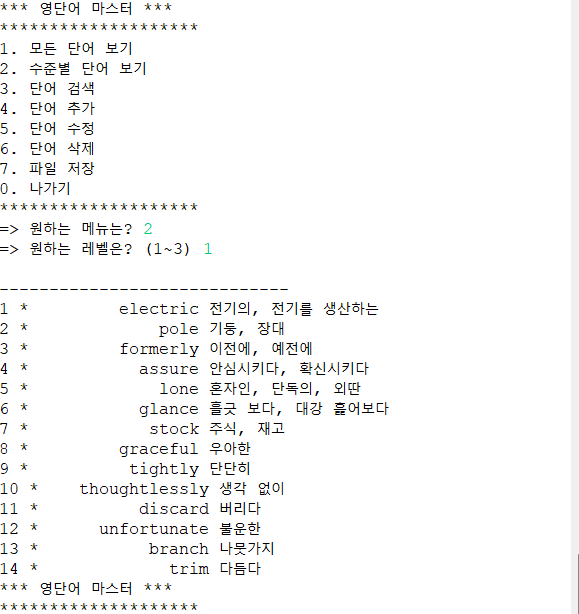 *** 영단어 마스터 ***
********************
1. 모든 단어 보기
2. 수준별 단어 보기
3. 단어 검색
4. 단어 추가
5. 단어 수정
6. 단어 삭제
7. 파일 저장
0. 나가기
********************
=> 원하는 메뉴는? 2
=> 원하는 레벨은? (1~3) 1
-----------------------------
1 * electric 전기의, 전기를 생산하는
2 * pole 기둥, 장대
3 * formerly 이전에, 예전에
4 * assure 안심시키다, 확신시키다
5 * lone 혼자인, 단독의, 외딴
6 * glance 흘긋 보다, 대강 훑어보다
7 * stock 주식, 재고
8 * graceful 우아한
9 * tightly 단단히
10 * thoughtlessly 생각 없이
11 * discard 버리다
12 * unfortunate 불운한
13 * branch 나뭇가지
14 * trim 다듬다
*** 영단어 마스터 ***
********************